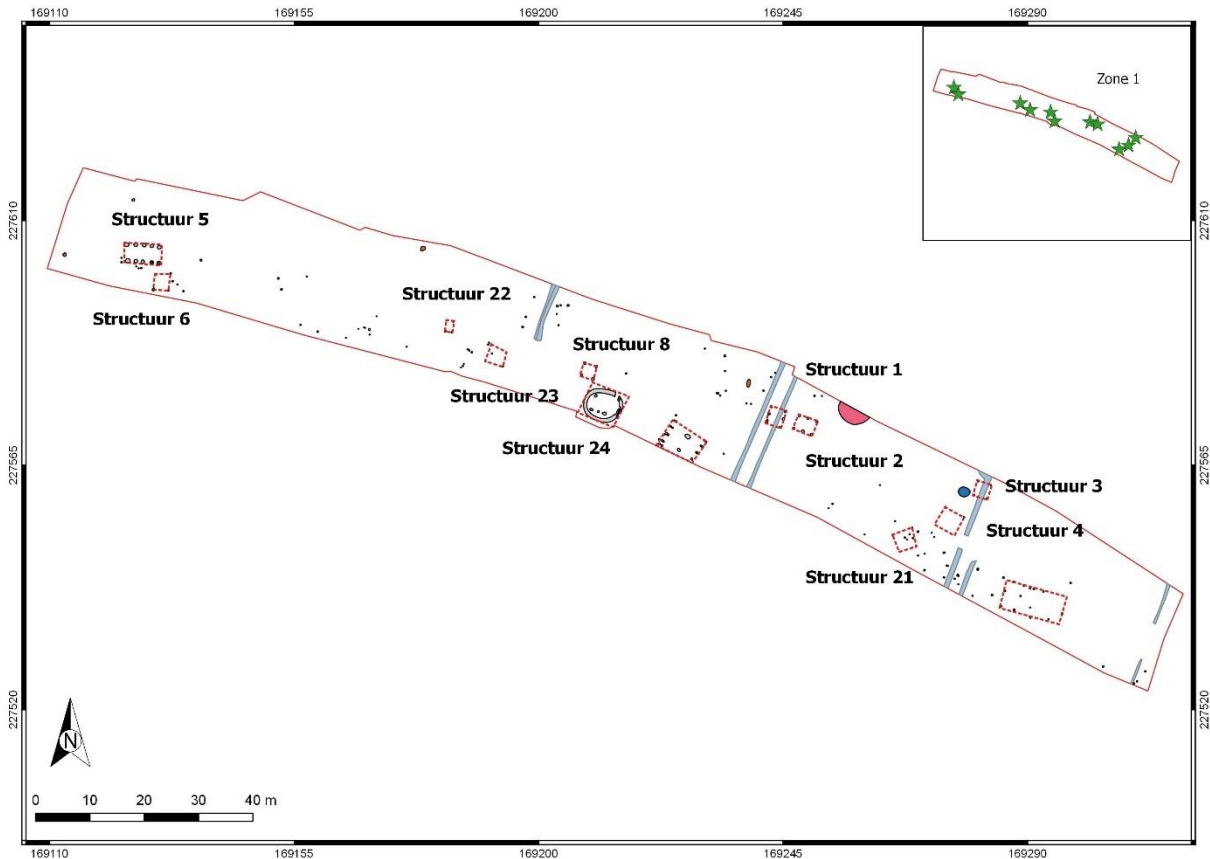 169110 169155 169200 169245 169290
Zone 1
227610 227610
Structuur 5
Structuur 22
Structuur 6
Structuur 8
Structuur 1
Structuur 23
Structuur 24
Structuur 2
227565 227565
Structuur 3
Structuur 4
Structuur 21
227520 227520
N
0 10 20 30 40 m
169110 169155 169200 169245 169290